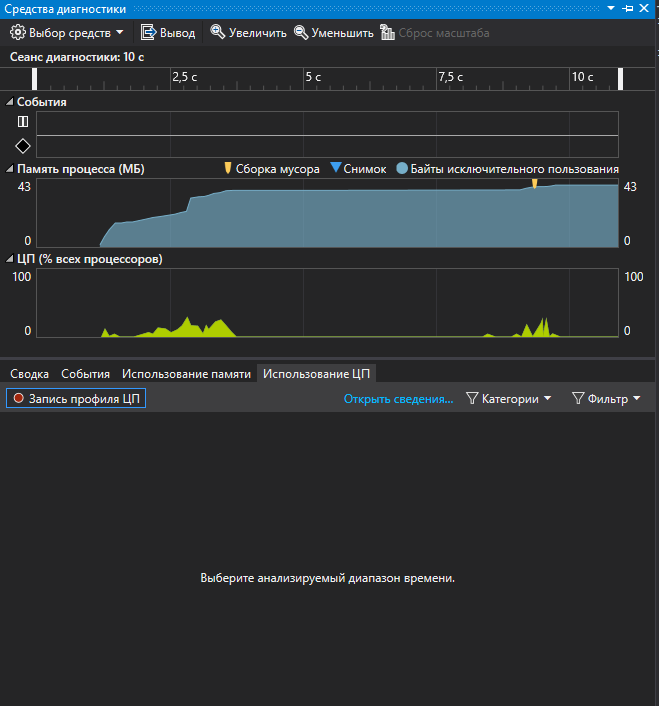 Средства диагностики
Выбор средств Вывод Увеличить Уменьшить Сброс масштаба
Сеанс диагностики: 10 с
2,5 с 5 с 7,5 с 10 с
События
Память процесса (МБ) Сборка мусора Снимок Байты исключительного пользования
43 43
0 0
ЦП (% всех процессоров)
100 100
0 0
Сводка События Использование памяти Использование ЦП
Запись профиля ЦП Открыть сведения... Категории Фильтр
Выберите анализируемый диапазон времени.